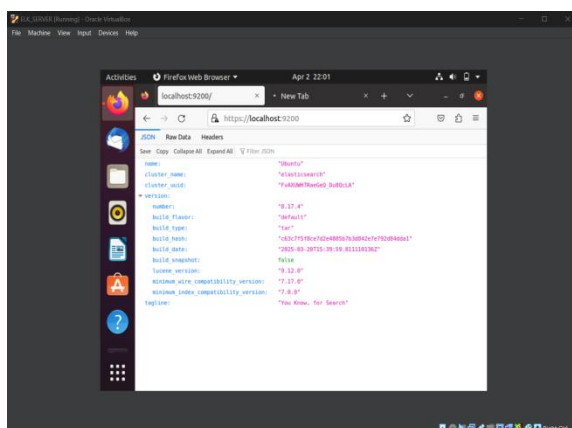 ELK_SERVER [Running] - Oracle VirtualBox
File Machine View Input Devices Help
Activities Firefox Web Browser Apr 2 22:01
localhost:9200/ × New Tab ×
https://localhost:9200
JSON Raw Data Headers
Save Copy Collapse All Expand All Filter JSON
name: "Ubuntu"
cluster_name: "elasticsearch"
cluster_uuid:
version:
number: "8.17.4"
build_flavor: "default"
build_type: "tar"
build_hash:
build_date:
build_snapshot: false
lucene_version: "9.12.0"
minimum_wire_compatibility_version: "7.17.0"
minimum_index_compatibility_version: "7.0.0"
tagline: "You Know, for Search"